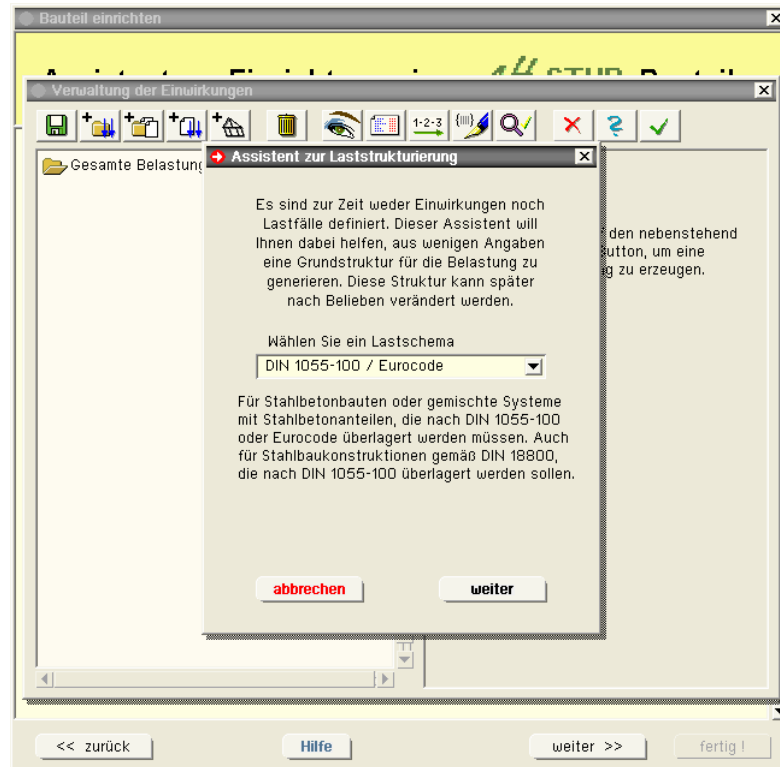 Bauteil einrichten
Verwaltung der Einwirkungen
1-2-3
Gesamte Belastung
Assistent zur Laststrukturierung
Es sind zur Zeit weder Einwirkungen noch
Lastfälle definiert. Dieser Assistent will
Ihnen dabei helfen, aus wenigen Angaben
eine Grundstruktur für die Belastung zu
generieren. Diese Struktur kann später
nach Belieben verändert werden.
den nebenstehend
um eine
zu erzeugen.
Wählen Sie ein Lastschema
DIN 1055-100 / Eurocode
Für Stahlbetonbauten oder gemischte Systeme
mit Stahlbetonanteilen, die nach DIN 1055-100
oder Eurocode überlagert werden müssen. Auch
für Stahlbaukonstruktionen gemäß DIN 18800,
die nach DIN 1055-100 überlagert werden sollen.
abbrechen
weiter
<< zurück
Hilfe
weiter >>
fertig !